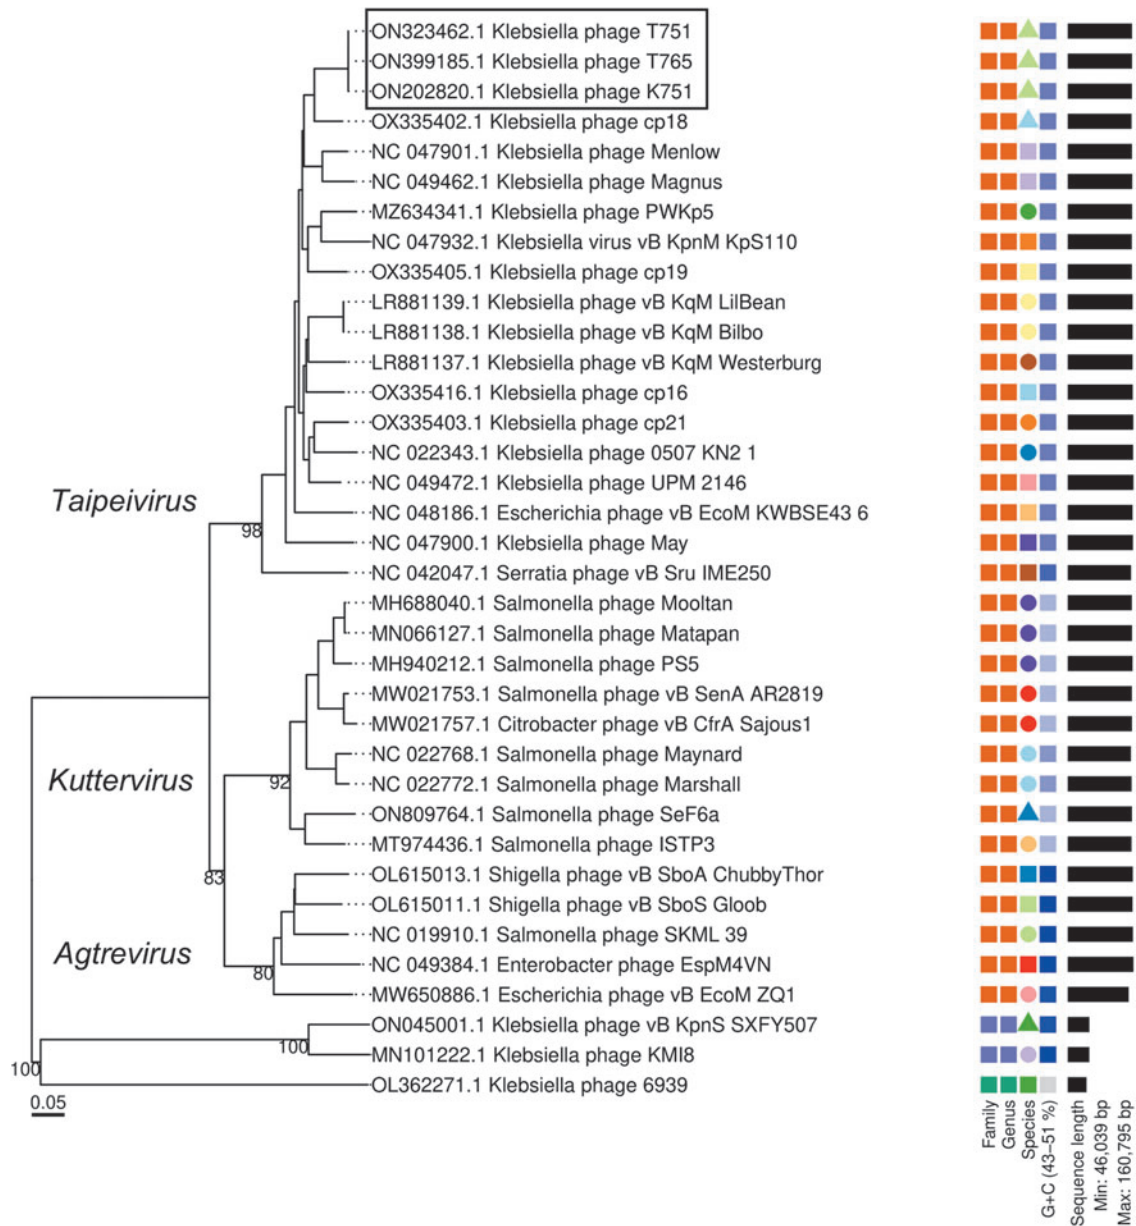 ON323462.1 Klebsiella phage T751
ON399185.1 Klebsiella phage T765
ON202820.1 Klebsiella phage K751
OX335402.1 Klebsiella phage cp18
NC 047901.1 Klebsiella phage Menlow
NC 049462.1 Klebsiella phage Magnus
MZ634341.1 Klebsiella phage PWKp5
NC 047932.1 Klebsiella virus vB KpnM KpS110
OX335405.1 Klebsiella phage cp19
LR881139.1 Klebsiella phage vB KqM LilBean
LR881138.1 Klebsiella phage vB KqM Bilbo
LR881137.1 Klebsiella phage vB KqM Westerburg
OX335416.1 Klebsiella phage cp16
OX335403.1 Klebsiella phage cp21
NC 022343.1 Klebsiella phage 0507 KN2 1
NC 049472.1 Klebsiella phage UPM 2146
Taipeivirus
NC 048186.1 Escherichia phage vB EcoM KWBSE43 6
98
NC 047900.1 Klebsiella phage May
NC 042047.1 Serratia phage vB Sru IME250
MH688040.1 Salmonella phage Mooltan
MN066127.1 Salmonella phage Matapan
MH940212.1 Salmonella phage PS5
MW021753.1 Salmonella phage vB SenA AR2819
MW021757.1 Citrobacter phage vB CfrA Sajous1
NC 022768.1 Salmonella phage Maynard
Kuttervirus
92
NC 022772.1 Salmonella phage Marshall
ON809764.1 Salmonella phage SeF6a
MT974436.1 Salmonella phage ISTP3
83
OL615013.1 Shigella phage vB SboA ChubbyThor
OL615011.1 Shigella phage vB SboS Gloob
NC 019910.1 Salmonella phage SKML 39
Agtrevirus
80
NC 049384.1 Enterobacter phage EspM4VN
MW650886.1 Escherichia phage vB EcoM ZQ1
ON045001.1 Klebsiella phage vB KpnS SXFY507
100
MN101222.1 Klebsiella phage KMI8
100
OL362271.1 Klebsiella phage 6939
0.05
Family
Genus
Species
G+C (43–51 %)
Sequence length
Min: 46,039 bp
Max: 160,795 bp